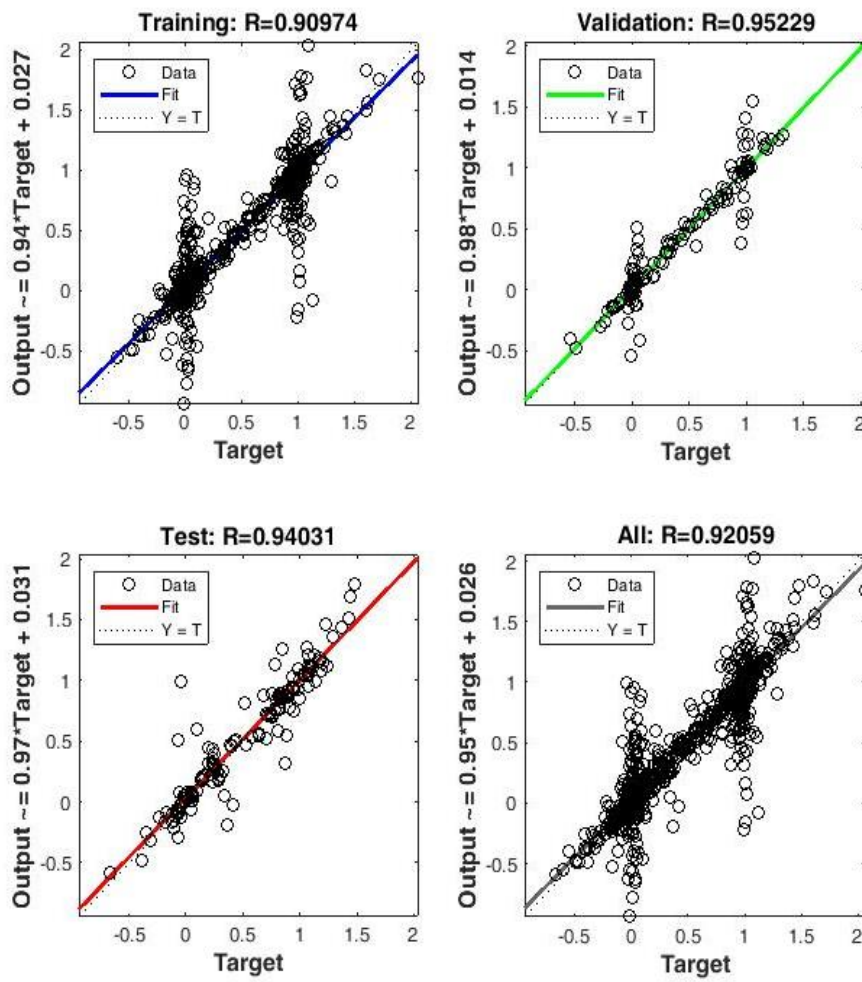 Training: R=0.90974
Output ~= 0.94*Target + 0.027
2
1.5
1
0.5
0
-0.5
Data
Fit
Y = T
-0.5 0 0.5 1 1.5 2
Target
Validation: R=0.95229
Output ~= 0.98*Target + 0.014
2
1.5
1
0.5
0
-0.5
Data
Fit
Y = T
-0.5 0 0.5 1 1.5 2
Target
Test: R=0.94031
Output ~= 0.97*Target + 0.031
2
1.5
1
0.5
0
-0.5
Data
Fit
Y = T
-0.5 0 0.5 1 1.5 2
Target
All: R=0.92059
Output ~= 0.95*Target + 0.026
2
1.5
1
0.5
0
-0.5
Data
Fit
Y = T
-0.5 0 0.5 1 1.5 2
Target